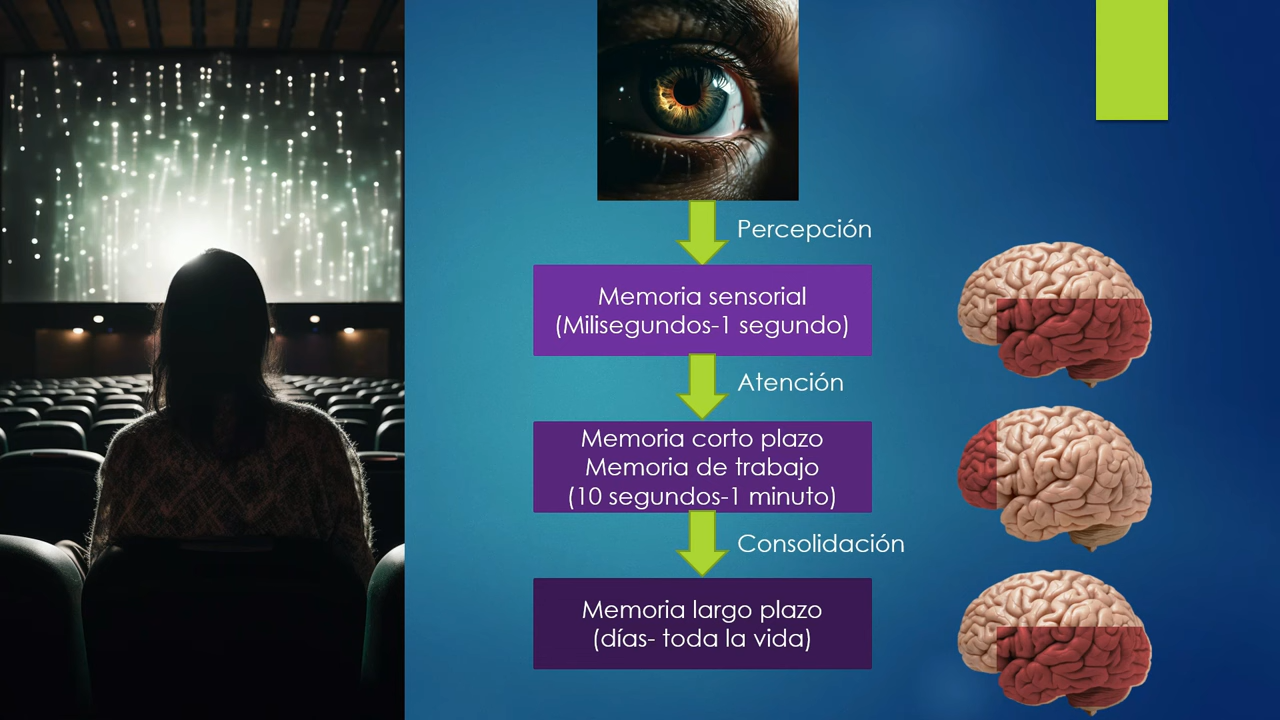 Percepción
Memoria sensorial
(Milisegundos-1 segundo)
Atención
Memoria corto plazo
Memoria de trabajo
(10 segundos-1 minuto)
Consolidación
Memoria largo plazo
(días- toda la vida)